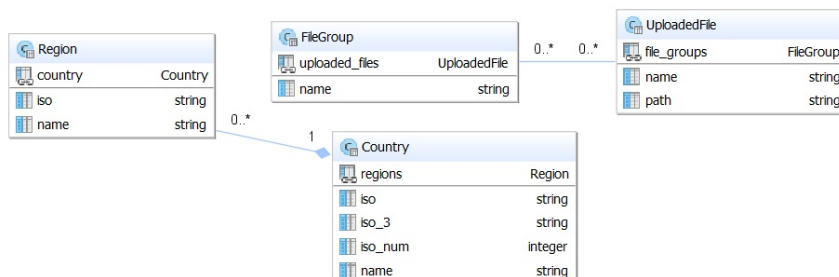 Region
country Country
iso string
name string
FileGroup
uploaded_files UploadedFile
name string
0..* 0..*
UploadedFile
file_groups FileGroup
name string
path string
0..*
1
Country
regions Region
iso string
iso_3 string
iso_num integer
name string